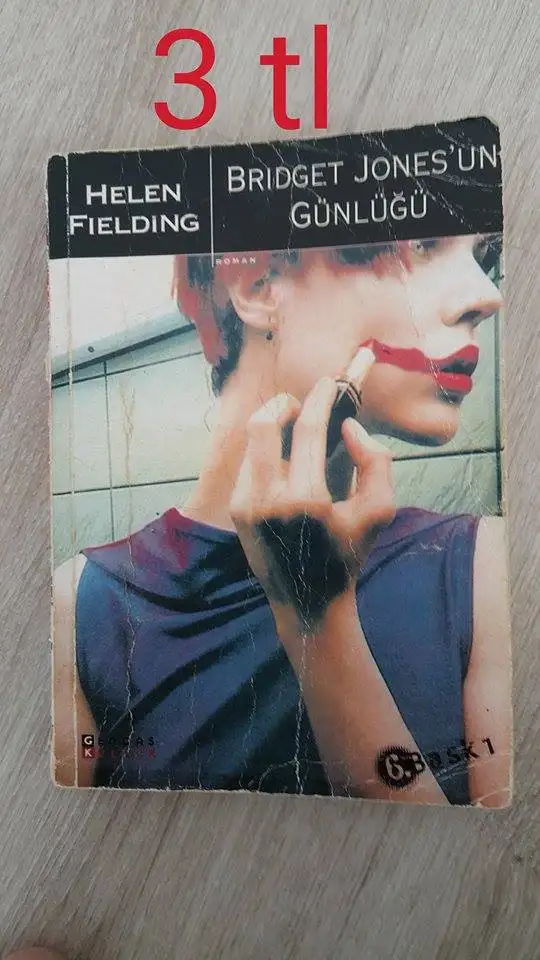 3 tl
HELEN
FIELDING
BRIDGET JONES'UN
GÜNLÜĞÜ
ROMAN
6. BASKI